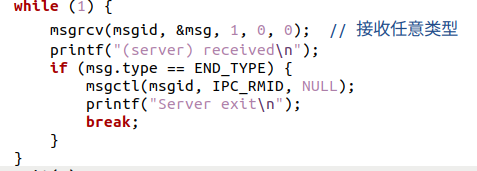 while (1) {
    msgrcv(msgid, &msg, 1, 0, 0);  // 接收任意类型
    printf("(server) received\n");
    if (msg.type == END_TYPE) {
        msgctl(msgid, IPC_RMID, NULL);
        printf("Server exit\n");
        break;
    }
}